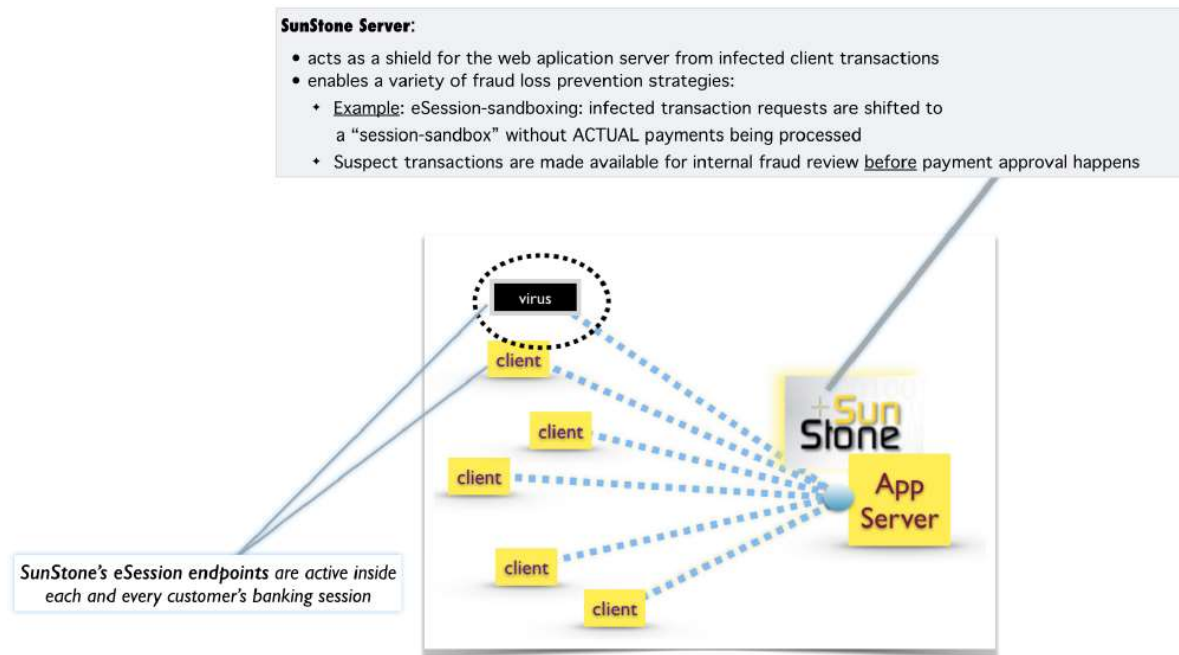 SunStone Server:
• acts as a shield for the web aplication server from infected client transactions
• enables a variety of fraud loss prevention strategies:
✦ Example: eSession-sandboxing: infected transaction requests are shifted to
a “session-sandbox” without ACTUAL payments being processed
✦ Suspect transactions are made available for internal fraud review before payment approval happens
virus
client
client
client
client
client
+Sun
Stone
App
Server
SunStone’s eSession endpoints are active inside
each and every customer’s banking session